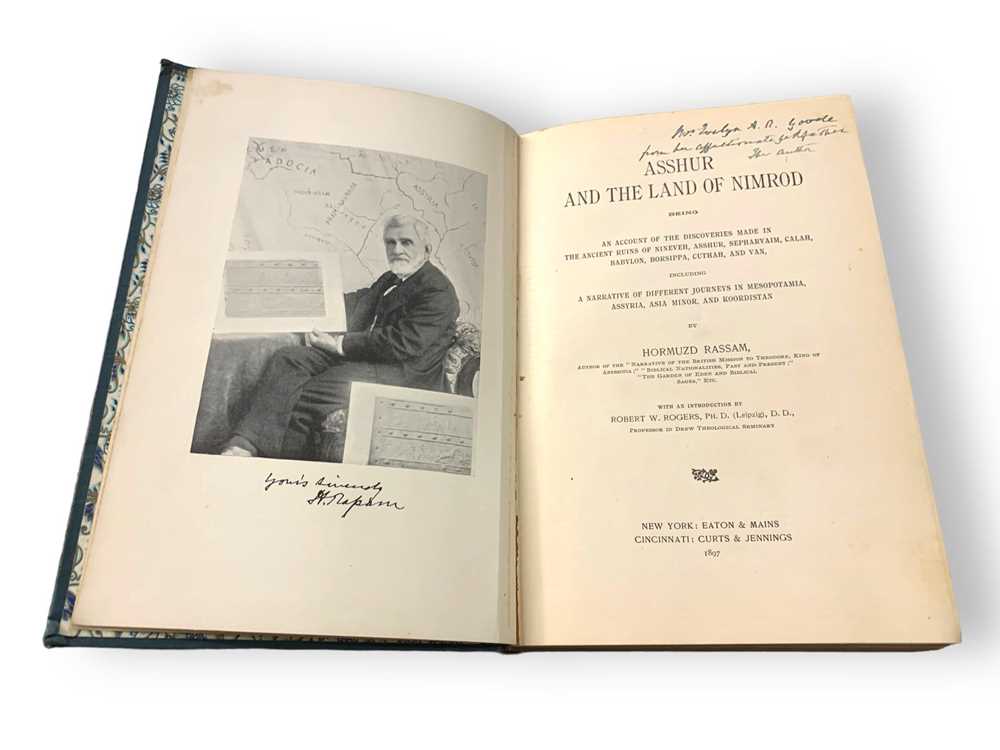 CAPPADOCIA
MESOPOTAMIA
ASSYRIA
Yours sincerely
H. Rassam
Mrs Evelyn A. R. Goode
from her affectionate godfather
The author
ASSHUR
AND THE LAND OF NIMROD
BEING
AN ACCOUNT OF THE DISCOVERIES MADE IN
THE ANCIENT RUINS OF NINEVEH, ASSHUR, SEPHARVAIM, CALAH,
BABYLON, BORSIPPA, CUTHAH, AND VAN,
INCLUDING
A NARRATIVE OF DIFFERENT JOURNEYS IN MESOPOTAMIA,
ASSYRIA, ASIA MINOR, AND KOORDISTAN
BY
HORMUZD RASSAM,
AUTHOR OF THE "NARRATIVE OF THE BRITISH MISSION TO THEODORE, KING OF
ABYSSINIA;" "BIBLICAL NATIONALITIES, PAST AND PRESENT;"
"THE GARDEN OF EDEN AND BIBLICAL
SAGES," ETC.
WITH AN INTRODUCTION BY
ROBERT W. ROGERS, PH. D. (Leipzig), D. D.,
PROFESSOR IN DREW THEOLOGICAL SEMINARY
NEW YORK: EATON & MAINS
CINCINNATI: CURTS & JENNINGS
1897